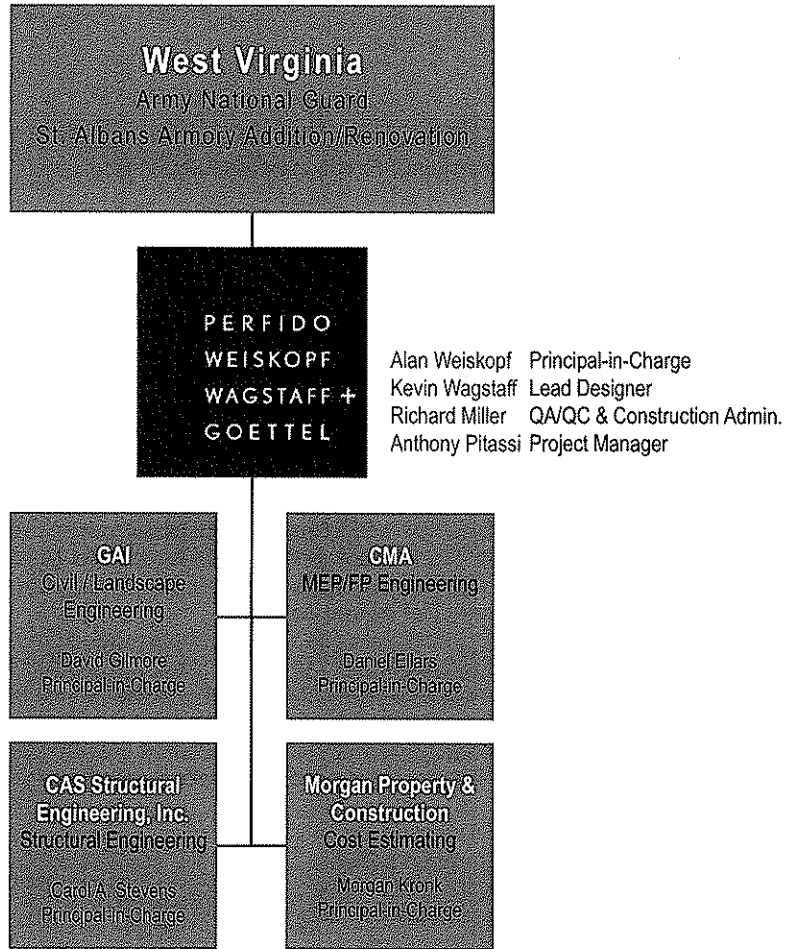 West Virginia
Army National Guard
St. Albans Armory Addition/Renovation
PERFIDO
WEISKOPF
WAGSTAFF +
GOETTEL
Alan Weiskopf Principal-in-Charge
Kevin Wagstaff Lead Designer
Richard Miller QA/QC & Construction Admin.
Anthony Pitassi Project Manager
GAI
Civil / Landscape
Engineering
David Gilmore
Principal-in-Charge
CMA
MEP/FP Engineering
Daniel Ellars
Principal-in-Charge
CAS Structural
Engineering, Inc.
Structural Engineering
Carol A. Stevens
Principal-in-Charge
Morgan Property &
Construction
Cost Estimating
Morgan Kronk
Principal-in-Charge